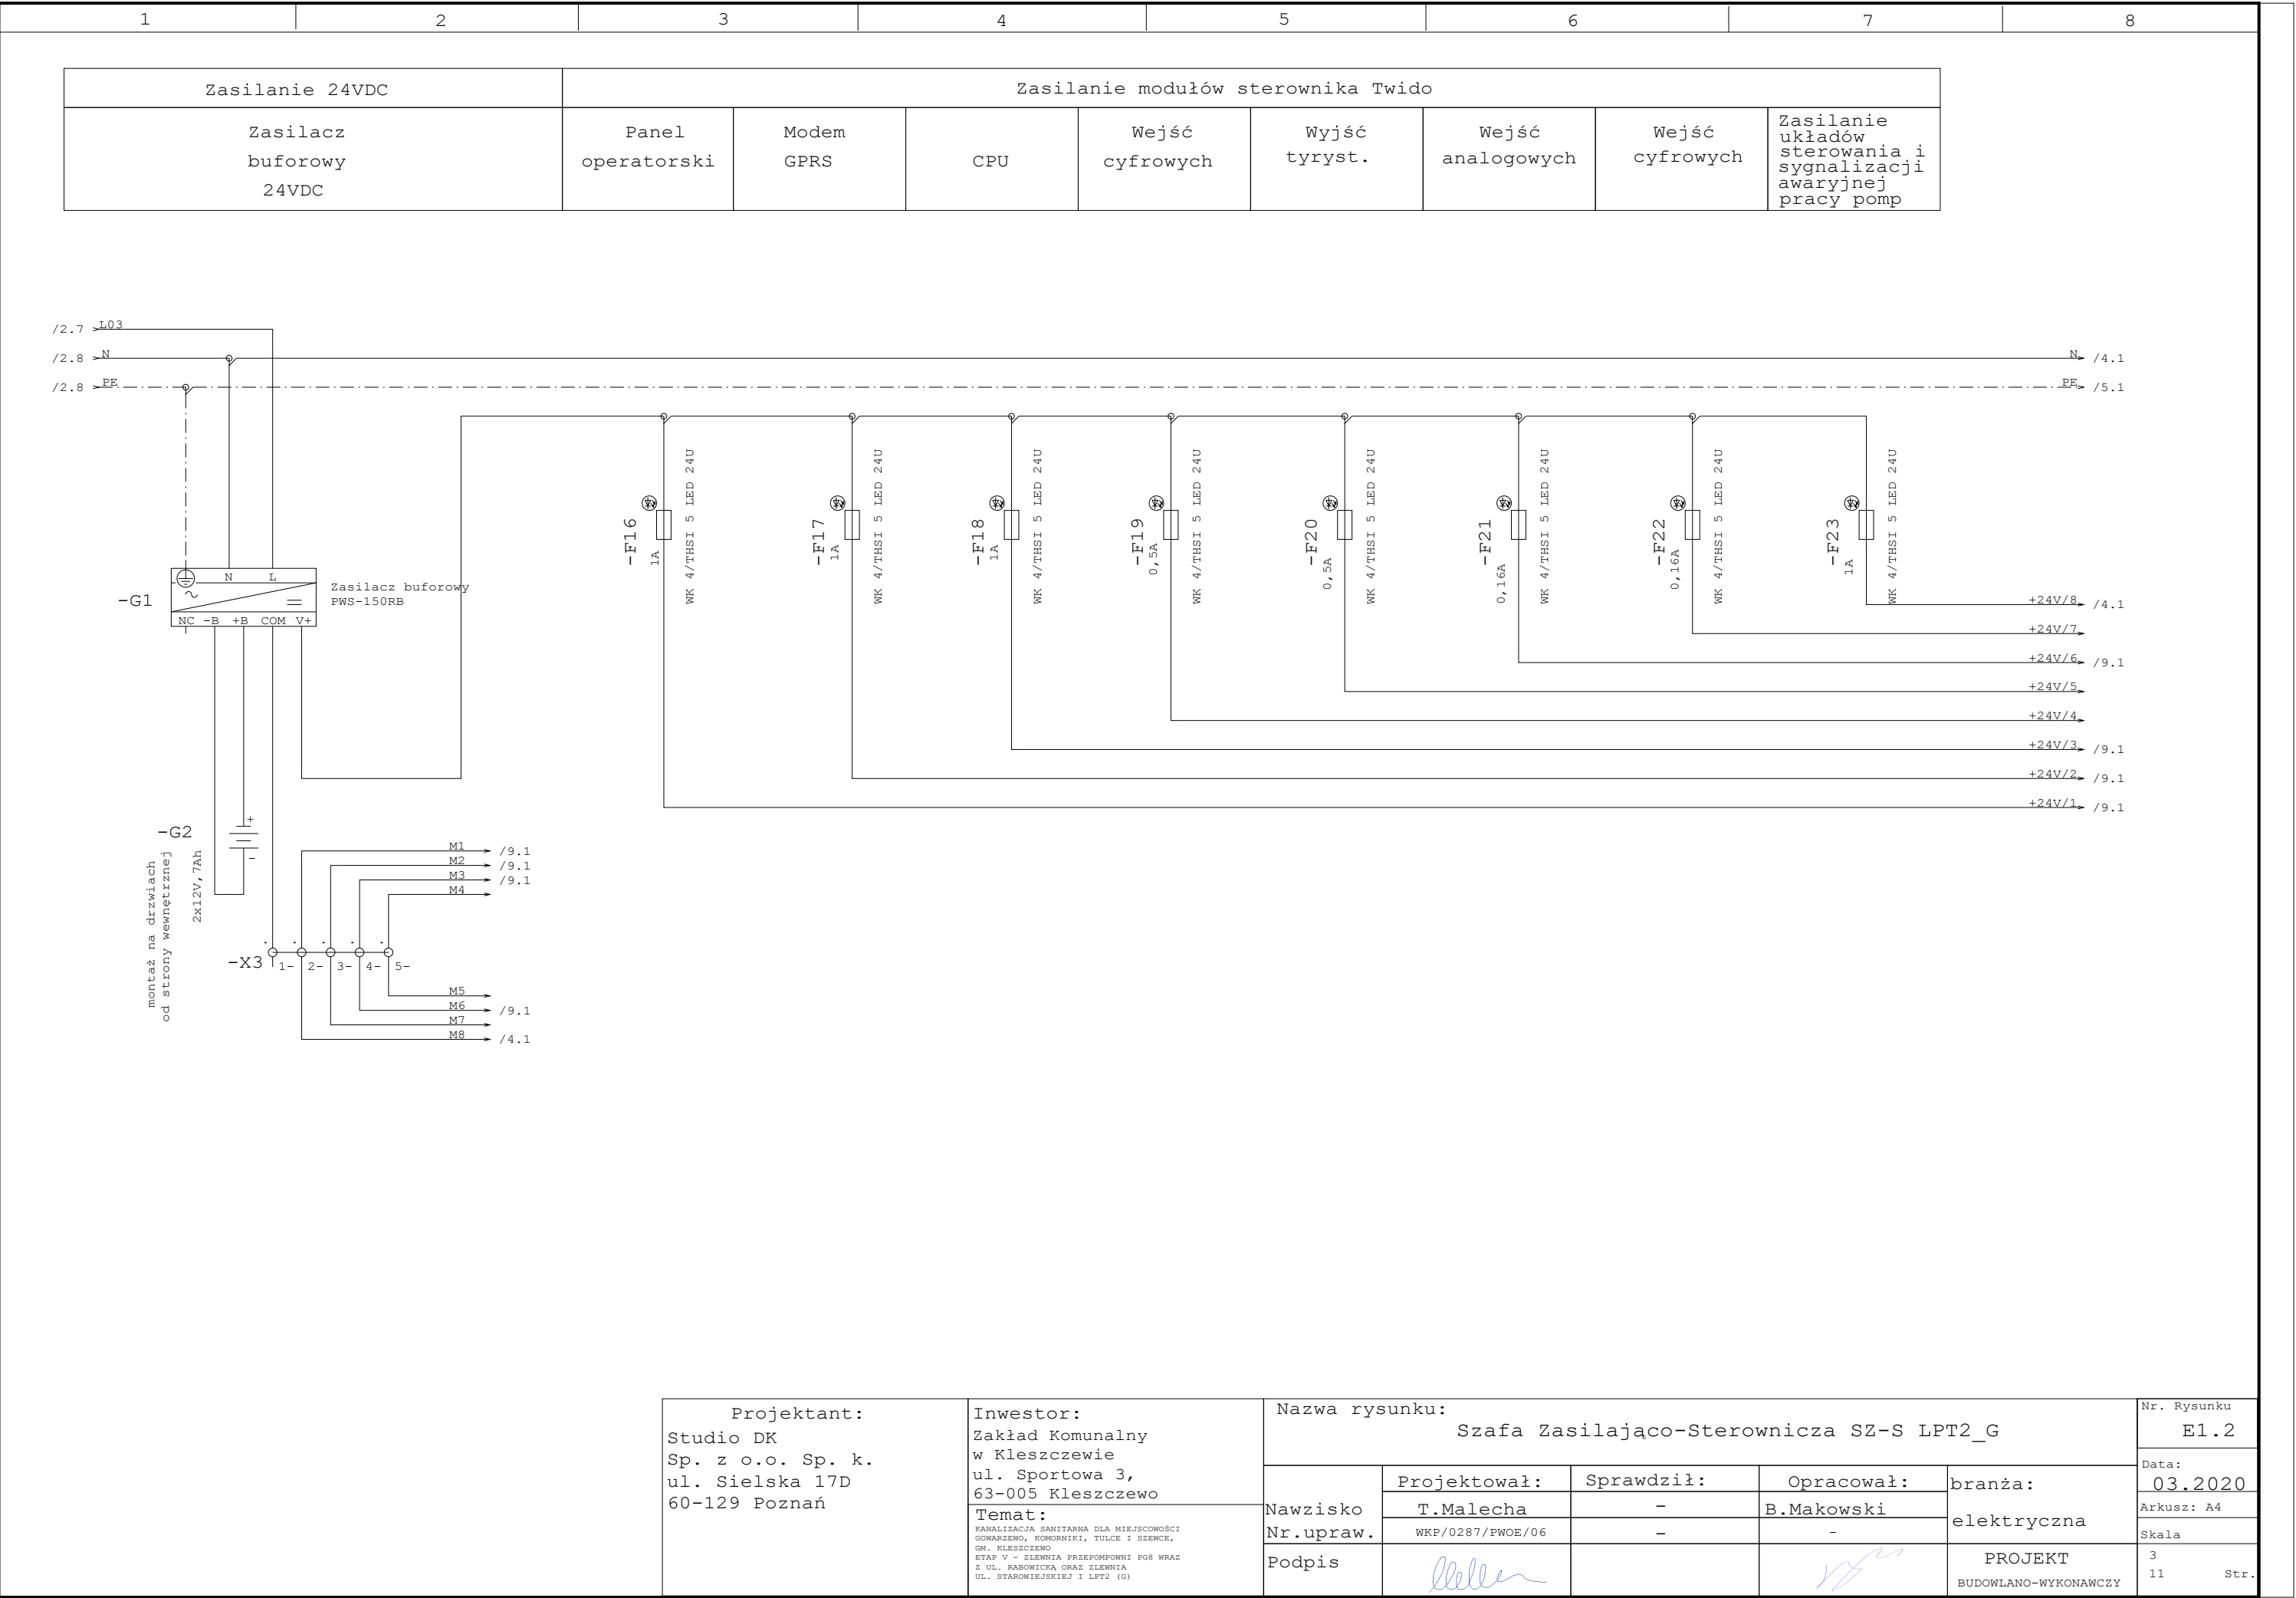 1 2 3 4 5 6 7 8
Zasilanie 24VDC
Zasilanie modułów sterownika Twido
Zasilacz
buforowy
24VDC
Panel
operatorski
Modem
GPRS
CPU
Wejść
cyfrowych
Wyjść
tyryst.
Wejść
analogowych
Wejść
cyfrowych
Zasilanie
układów
sterowania i
sygnalizacji
awaryjnej
pracy pomp
/2.7 L03
/2.8 N
N /4.1
/2.8 PE
PE /5.1
-F16
1A
WK 4/THSI 5 LED 24U
-F17
1A
WK 4/THSI 5 LED 24U
-F18
1A
WK 4/THSI 5 LED 24U
-F19
0,5A
WK 4/THSI 5 LED 24U
-F20
0,5A
WK 4/THSI 5 LED 24U
-F21
0,16A
WK 4/THSI 5 LED 24U
-F22
0,16A
WK 4/THSI 5 LED 24U
-F23
1A
WK 4/THSI 5 LED 24U
-G1
N L
NC -B +B COM V+
Zasilacz buforowy
PWS-150RB
+24V/8 /4.1
+24V/7
+24V/6 /9.1
+24V/5
+24V/4
+24V/3 /9.1
+24V/2 /9.1
+24V/1 /9.1
-G2
+
-
2x12V,7Ah
montaż na drzwiach
od strony wewnętrznej
M1 /9.1
M2 /9.1
M3 /9.1
M4
-X3 1- 2- 3- 4- 5-
M5
M6 /9.1
M7
M8 /4.1
Projektant:
Studio DK
Sp. z o.o. Sp. k.
ul. Sielska 17D
60-129 Poznań
Inwestor:
Zakład Komunalny
w Kleszczewie
ul. Sportowa 3,
63-005 Kleszczewo
Temat:
KANALIZACJA SANITARNA DLA MIEJSCOWOŚCI
GOWARZEWO, KOMORNIKI, TULCE I SZEWCE,
GM. KLESZCZEWO
ETAP V - ZLEWNIA PRZEPOMPOWNI PG8 WRAZ
Z UL. RABOWICKĄ ORAZ ZLEWNIA
UL. STAROWIEJSKIEJ I LPT2 (G)
Nazwa rysunku:
Szafa Zasilająco-Sterownicza SZ-S LPT2_G
Projektował: Sprawdził: Opracował:
Nawzisko T.Malecha - B.Makowski
Nr.upraw. WKP/0287/PWOE/06 - -
Podpis
branża:
elektryczna
PROJEKT
BUDOWLANO-WYKONAWCZY
Nr. Rysunku
E1.2
Data:
03.2020
Arkusz: A4
Skala
3
11 Str.